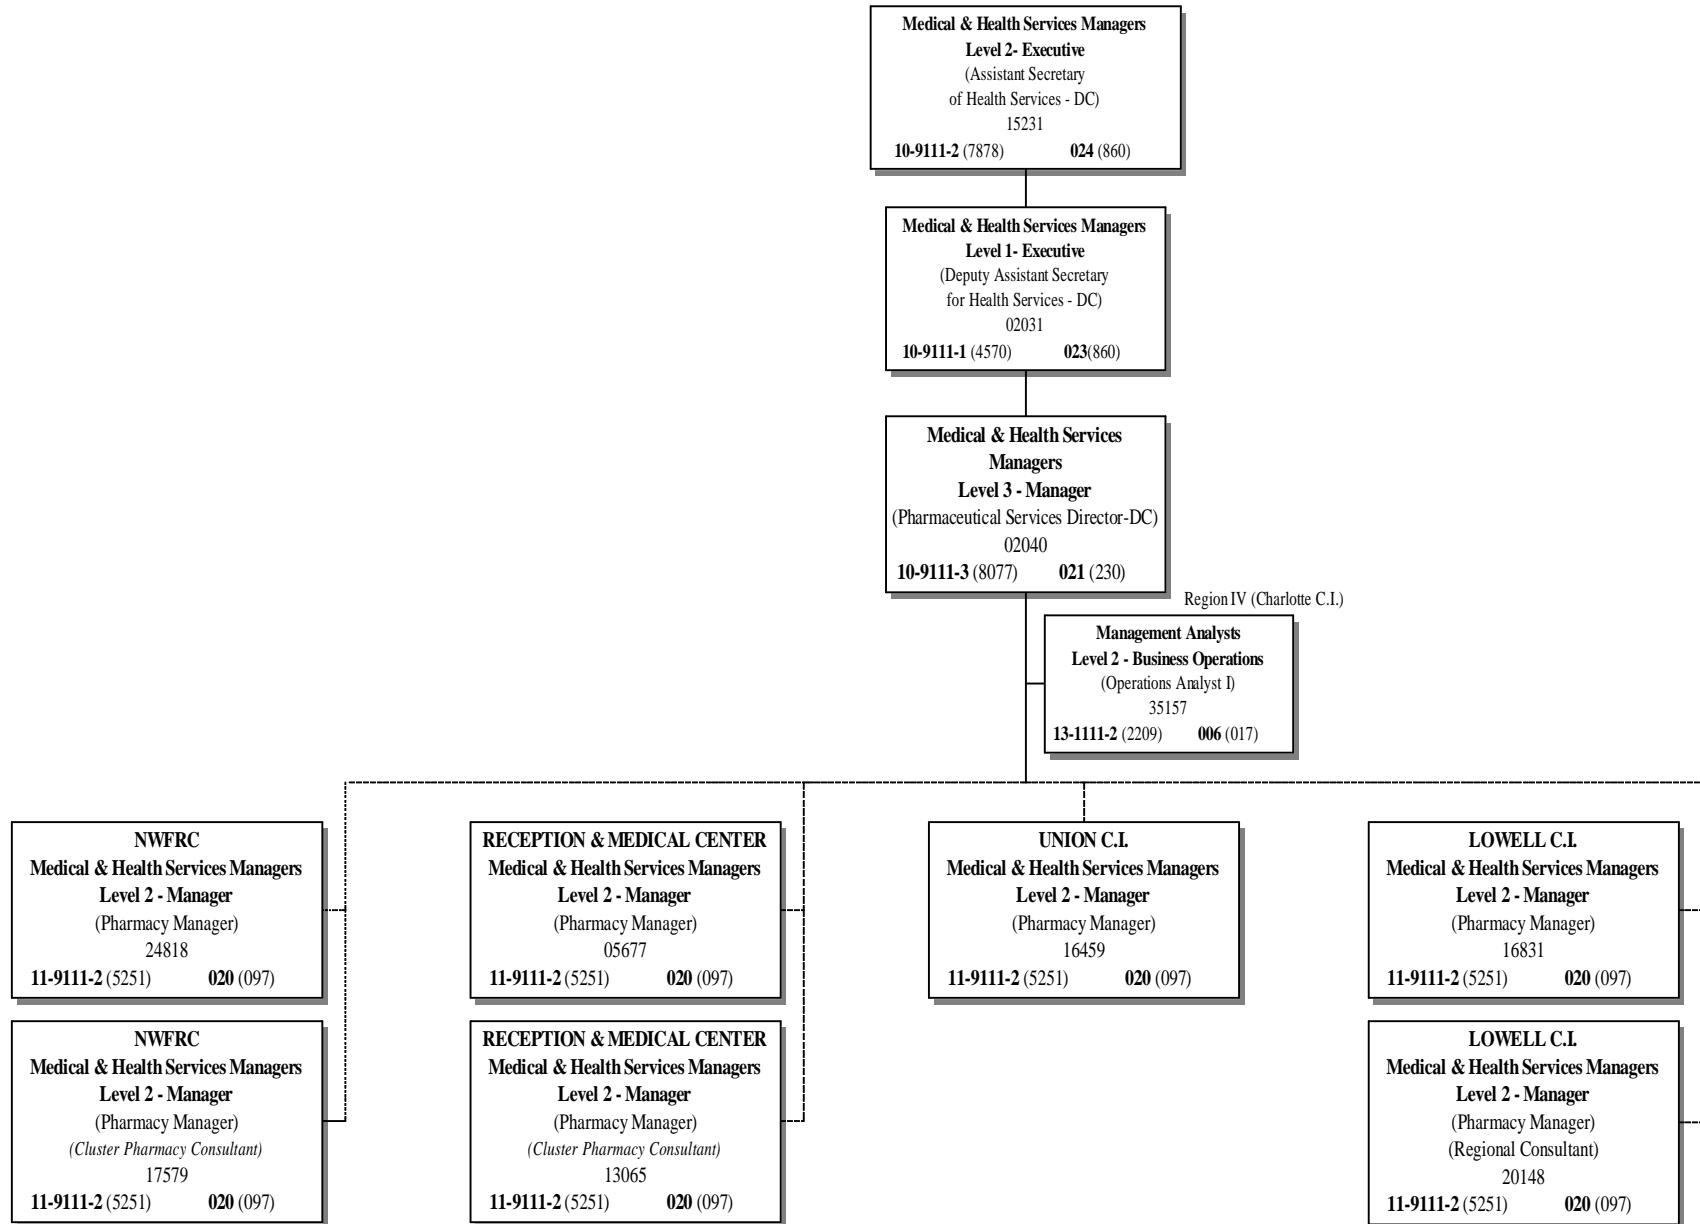 Medical & Health Services Managers
Level 2- Executive
(Assistant Secretary
of Health Services - DC)
15231
10-9111-2 (7878) 024 (860)
Medical & Health Services Managers
Level 1- Executive
(Deputy Assistant Secretary
for Health Services - DC)
02031
10-9111-1 (4570) 023(860)
Medical & Health Services
Managers
Level 3 - Manager
(Pharmaceutical Services Director-DC)
02040
10-9111-3 (8077) 021 (230)
Region IV (Charlotte C.I.)
Management Analysts
Level 2 - Business Operations
(Operations Analyst I)
35157
13-1111-2 (2209) 006 (017)
NWFRC
Medical & Health Services Managers
Level 2 - Manager
(Pharmacy Manager)
24818
11-9111-2 (5251) 020 (097)
RECEPTION & MEDICAL CENTER
Medical & Health Services Managers
Level 2 - Manager
(Pharmacy Manager)
05677
11-9111-2 (5251) 020 (097)
UNION C.I.
Medical & Health Services Managers
Level 2 - Manager
(Pharmacy Manager)
16459
11-9111-2 (5251) 020 (097)
LOWELL C.I.
Medical & Health Services Managers
Level 2 - Manager
(Pharmacy Manager)
16831
11-9111-2 (5251) 020 (097)
NWFRC
Medical & Health Services Managers
Level 2 - Manager
(Pharmacy Manager)
(Cluster Pharmacy Consultant)
17579
11-9111-2 (5251) 020 (097)
RECEPTION & MEDICAL CENTER
Medical & Health Services Managers
Level 2 - Manager
(Pharmacy Manager)
(Cluster Pharmacy Consultant)
13065
11-9111-2 (5251) 020 (097)
LOWELL C.I.
Medical & Health Services Managers
Level 2 - Manager
(Pharmacy Manager)
(Regional Consultant)
20148
11-9111-2 (5251) 020 (097)